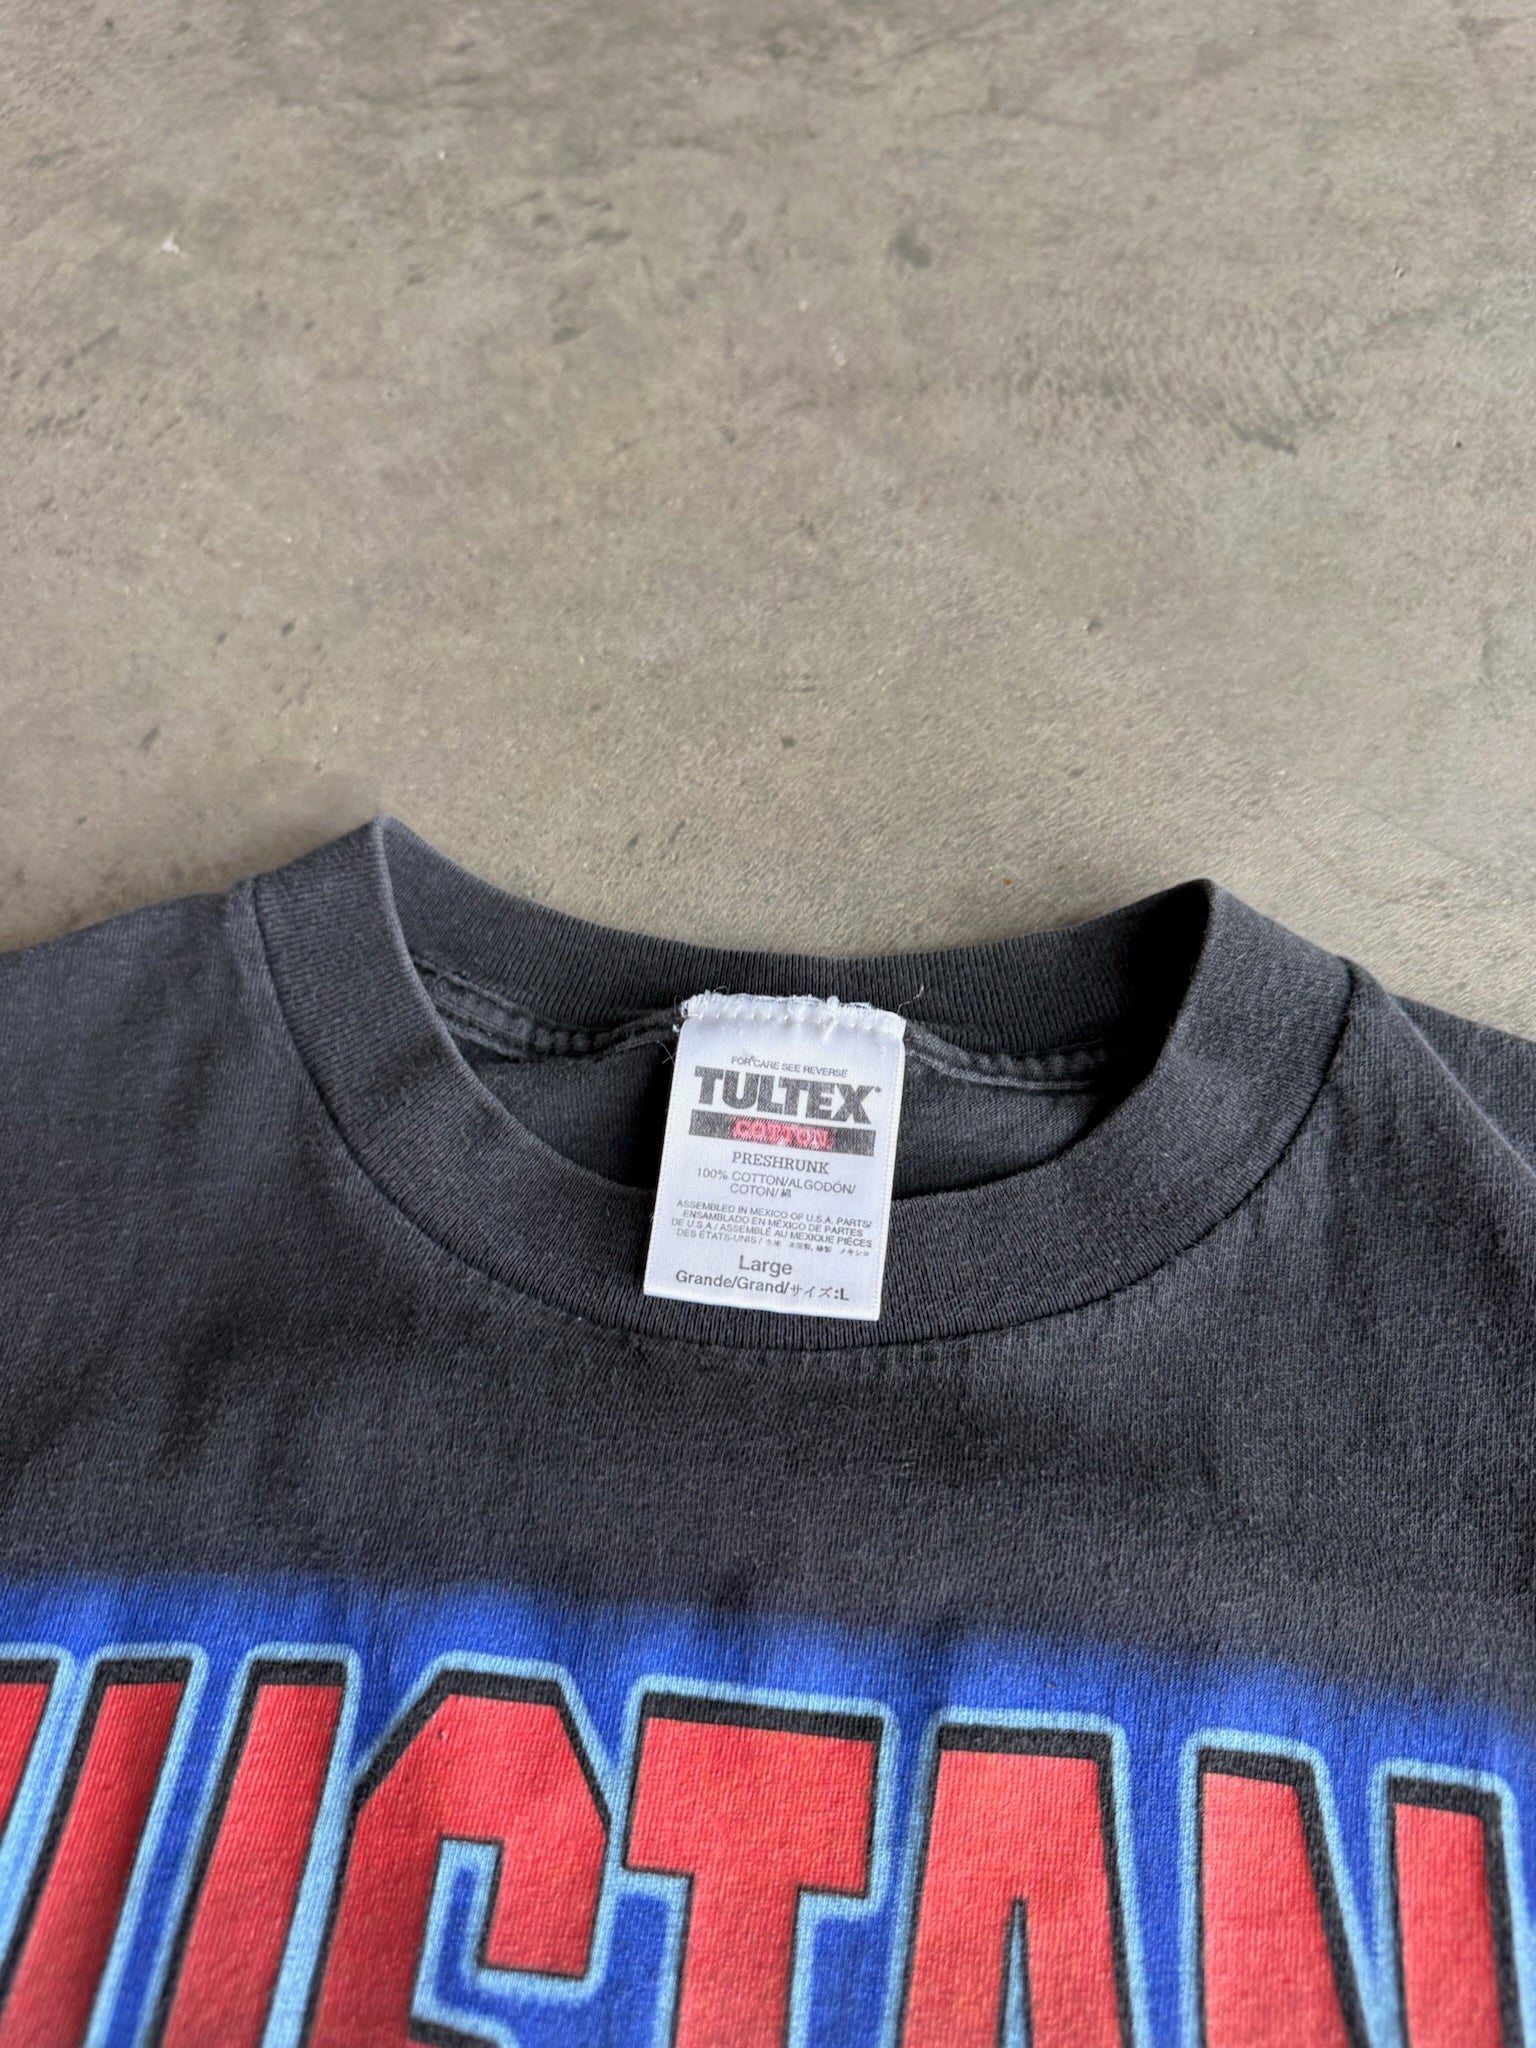 FOR CARE SEE REVERSE
TULTEX
COTTON
PRESHRUNK
100% COTTON/ALGODÓN/
COTON/綿
ASSEMBLED IN MEXICO OF U.S.A. PARTS/
ENSAMBLADO EN MÉXICO DE PARTES
DE U.S.A./ASSEMBLÉ AU MEXIQUE PIÈCES
DES ÉTATS-UNIS/
Large
Grande/Grand/サイズ:L
USTAN